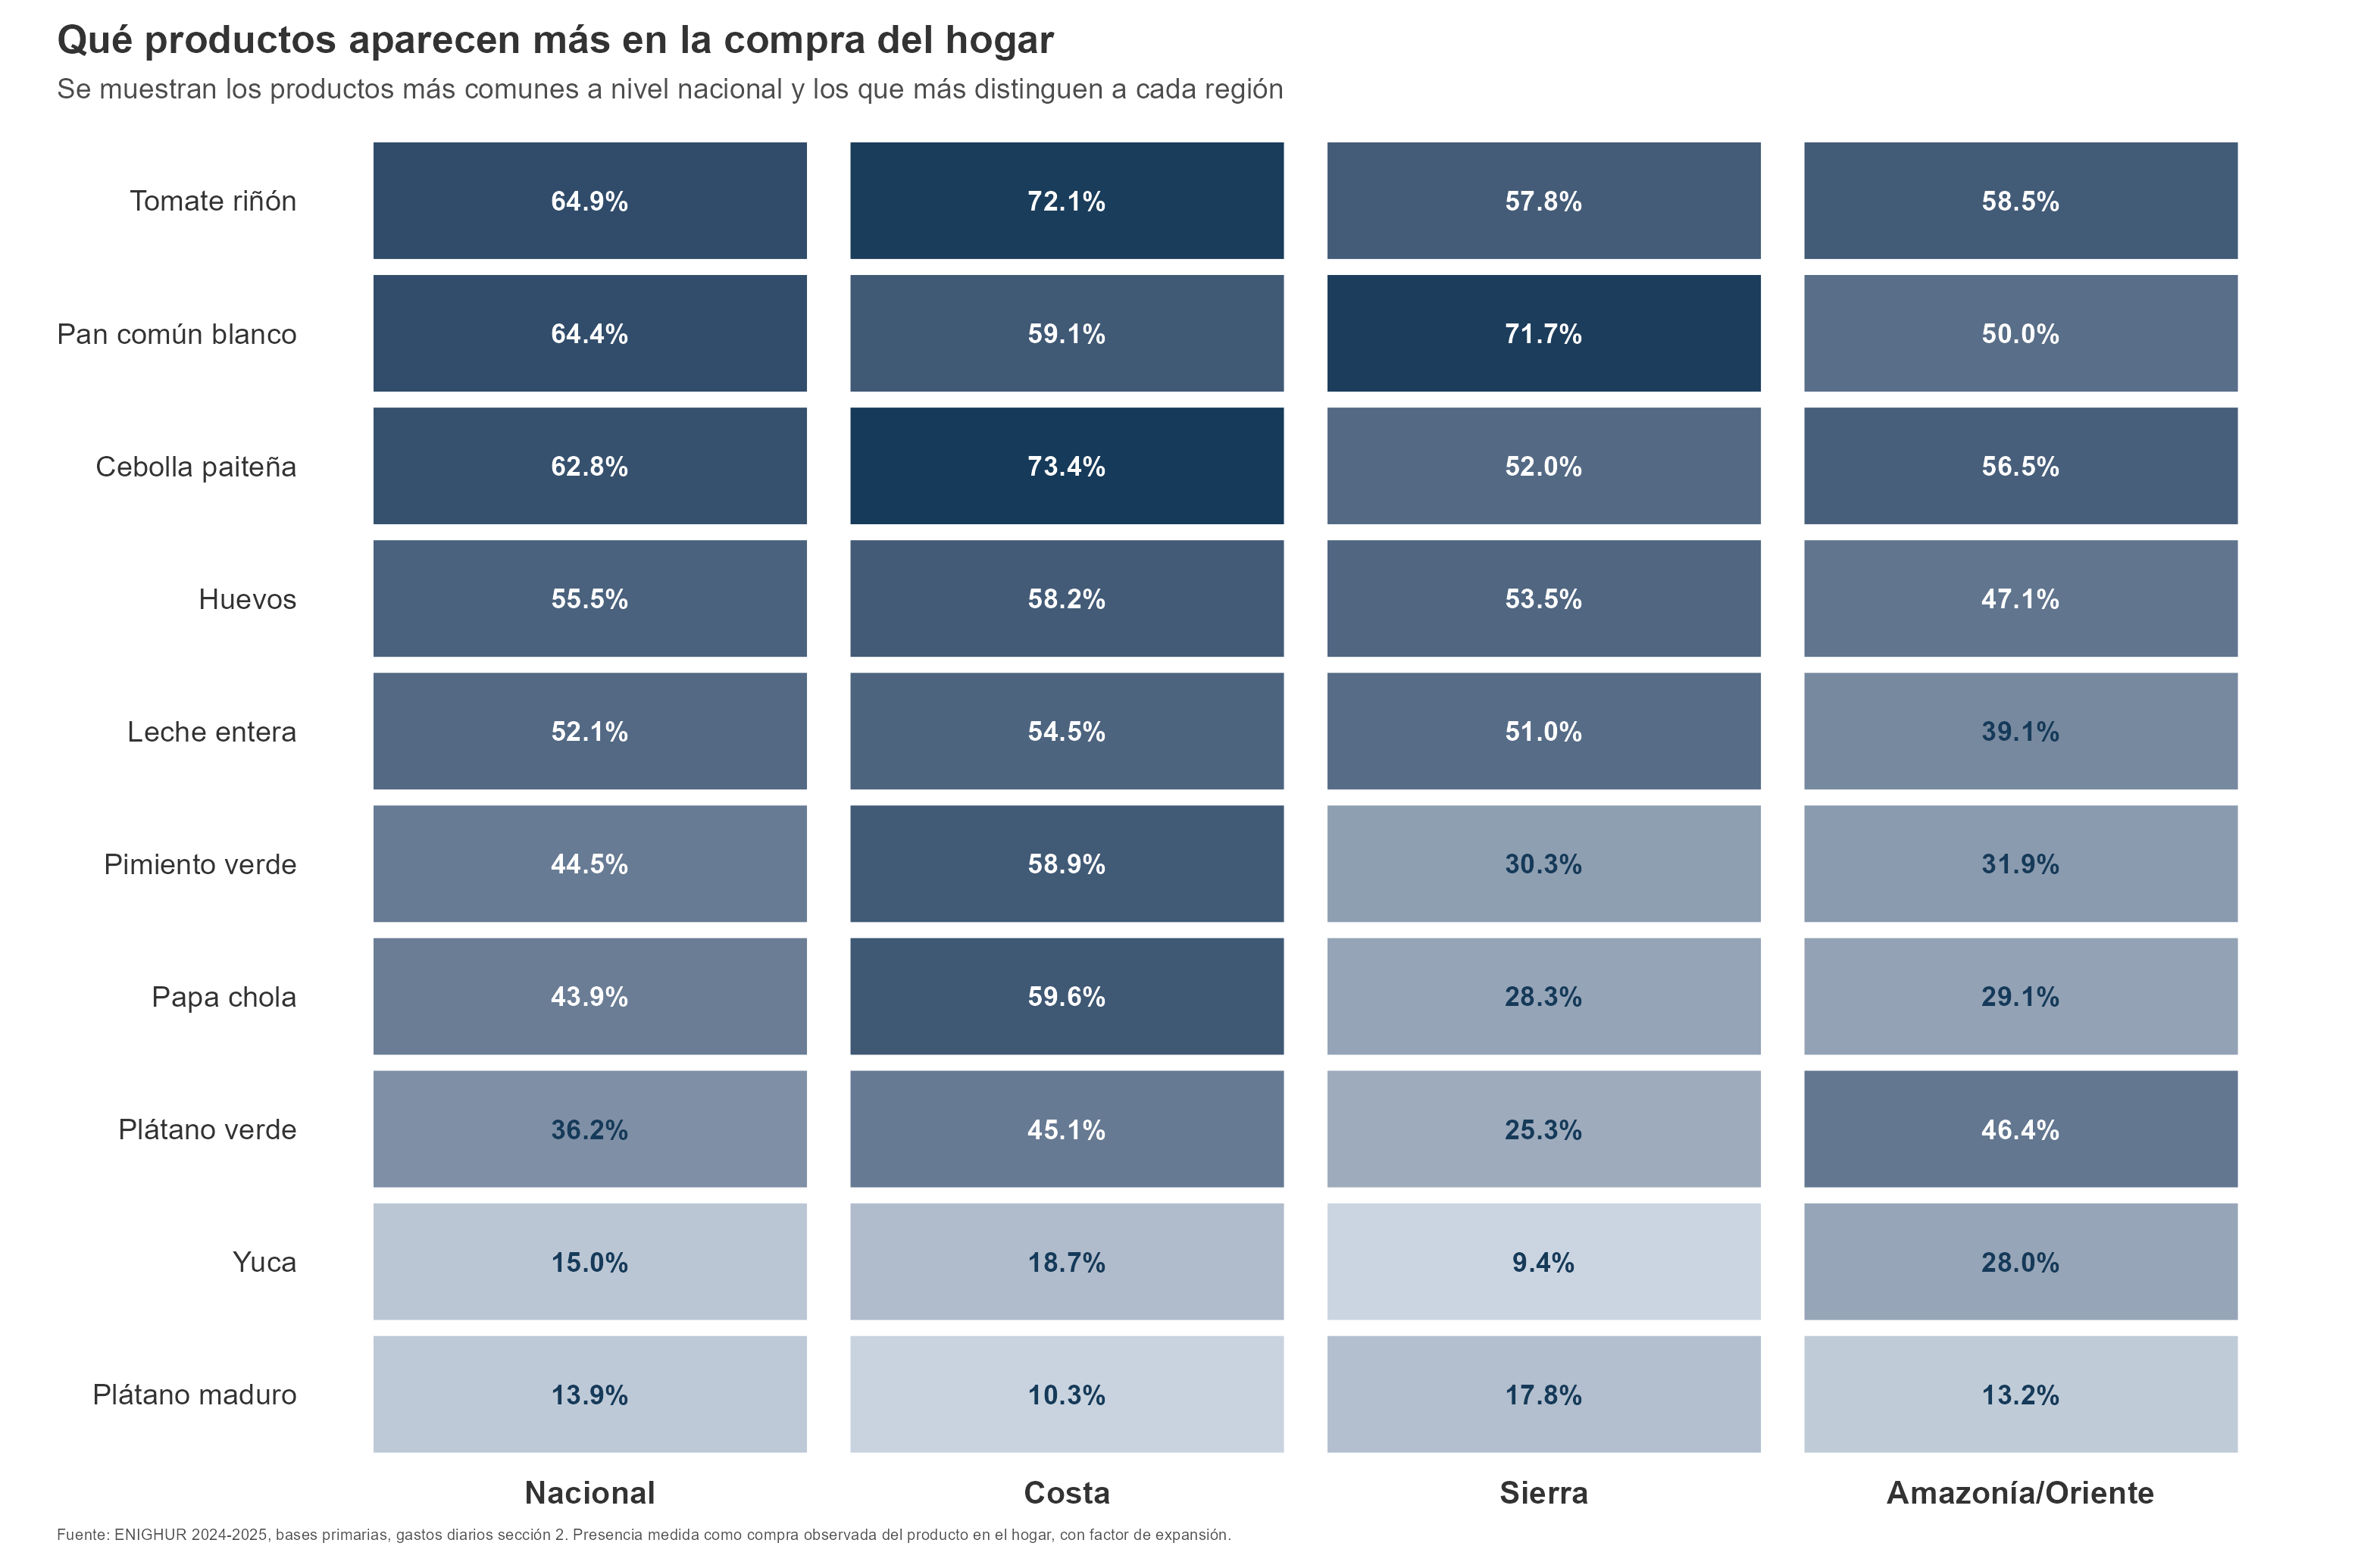 Qué productos aparecen más en la compra del hogar
Se muestran los productos más comunes a nivel nacional y los que más distinguen a cada región
Tomate riñón 64.9% 72.1% 57.8% 58.5%
Pan común blanco 64.4% 59.1% 71.7% 50.0%
Cebolla paiteña 62.8% 73.4% 52.0% 56.5%
Huevos 55.5% 58.2% 53.5% 47.1%
Leche entera 52.1% 54.5% 51.0% 39.1%
Pimiento verde 44.5% 58.9% 30.3% 31.9%
Papa chola 43.9% 59.6% 28.3% 29.1%
Plátano verde 36.2% 45.1% 25.3% 46.4%
Yuca 15.0% 18.7% 9.4% 28.0%
Plátano maduro 13.9% 10.3% 17.8% 13.2%
Nacional Costa Sierra Amazonía/Oriente
Fuente: ENIGHUR 2024-2025, bases primarias, gastos diarios sección 2. Presencia medida como compra observada del producto en el hogar, con factor de expansión.